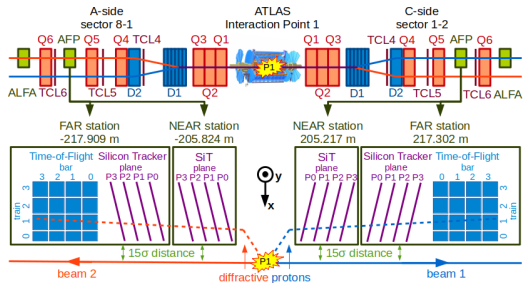 A-side
sector 8-1
ATLAS
Interaction Point 1
C-side
sector 1-2
Q6 AFP Q5 Q4 Q3 Q1
Q1 Q3 TCL4 Q4 Q5 AFP Q6
P1
ALFA TCL6 TCL5 D2 D1 Q2
Q2 D1 D2 TCL5 TCL6 ALFA
FAR station
-217.909 m
NEAR station
-205.824 m
NEAR station
205.217 m
FAR station
217.302 m
Time-of-Flight
bar
3 2 1 0
train
3
2
1
0
Silicon Tracker
plane
P3 P2 P1 P0
SiT
plane
P3 P2 P1 P0
y
x
SiT
plane
P0 P1 P2 P3
Silicon Tracker
plane
P0 P1 P2 P3
Time-of-Flight
bar
0 1 2 3
train
3
2
1
0
15σ distance
P1
15σ distance
beam 2
diffractive protons
beam 1